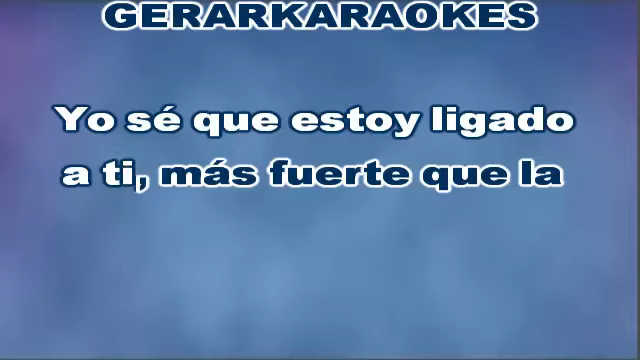 GERARKARAOKES
Yo sé que estoy ligado
a ti, más fuerte que la